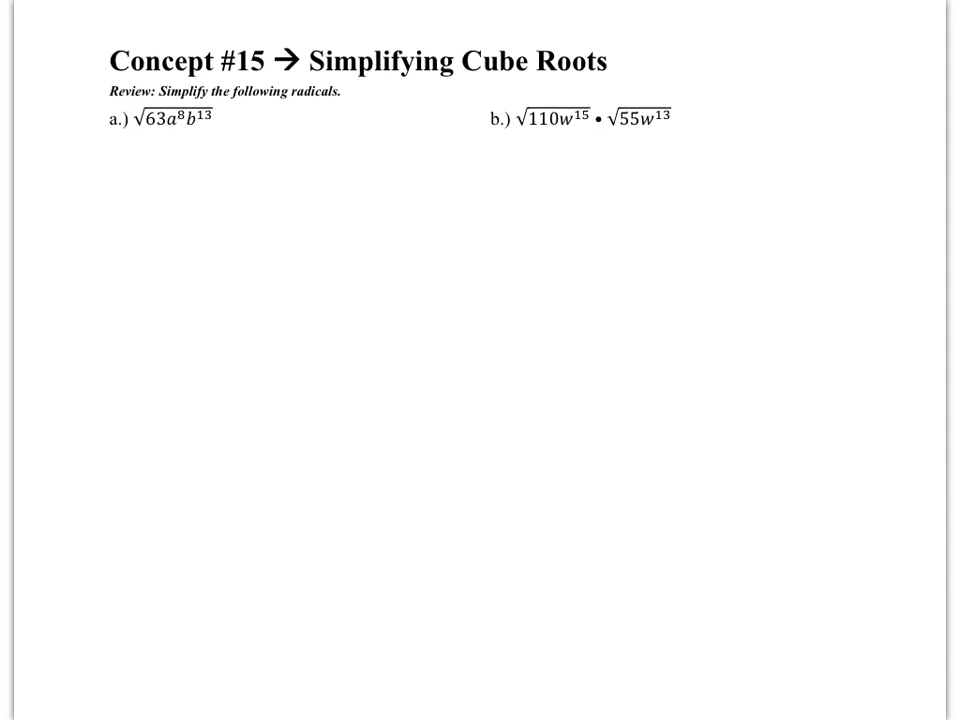 Concept #15 → Simplifying Cube Roots
Review: Simplify the following radicals.
a.) √63a⁸b¹³ b.) √110w¹⁵ • √55w¹³